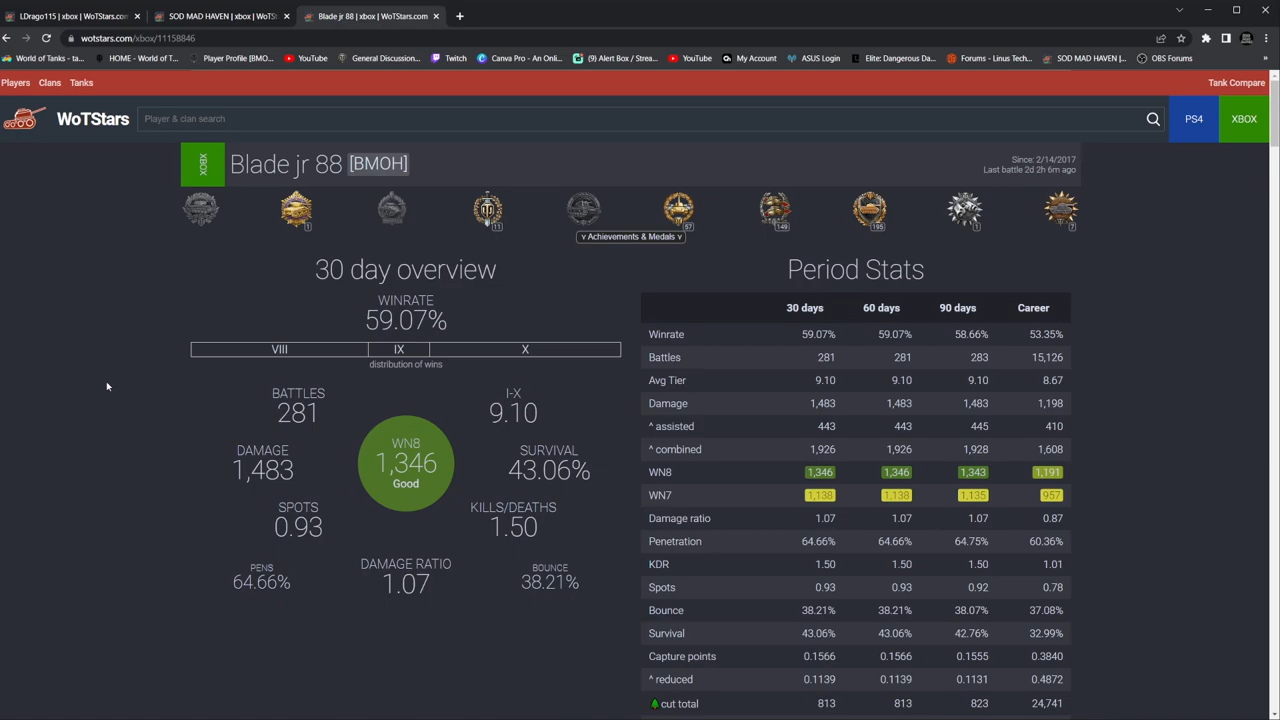 LDrago115 | xbox | WoTStars.com
SOD MAD HAVEN | xbox | WoTSt...
Blade jr 88 | xbox | WoTStars.com
wotstars.com/xbox/11158846
World of Tanks - ta...
HOME - World of T...
Player Profile [BMO...
YouTube
General Discussion...
Twitch
Canva Pro - An Onli...
(9) Alert Box / Strea...
YouTube
My Account
ASUS Login
Elite: Dangerous Da...
Forums - Linus Tech...
SOD MAD HAVEN |...
OBS Forums
Players Clans Tanks
Tank Compare
WoTStars
Player & clan search
PS4
XBOX
XBOX
Blade jr 88 [BMOH]
Since: 2/14/2017
Last battle 2d 2h 6m ago
1
11
57
149
195
1
7
v Achievements & Medals v
30 day overview
WINRATE
59.07%
VIII IX X
distribution of wins
BATTLES
281
I-X
9.10
DAMAGE
1,483
WN8
1,346
Good
SURVIVAL
43.06%
SPOTS
0.93
KILLS/DEATHS
1.50
PENS
64.66%
DAMAGE RATIO
1.07
BOUNCE
38.21%
Period Stats
30 days 60 days 90 days Career
Winrate 59.07% 59.07% 58.66% 53.35%
Battles 281 281 283 15,126
Avg Tier 9.10 9.10 9.10 8.67
Damage 1,483 1,483 1,483 1,198
^ assisted 443 443 445 410
^ combined 1,926 1,926 1,928 1,608
WN8 1,346 1,346 1,343 1,191
WN7 1,138 1,138 1,135 957
Damage ratio 1.07 1.07 1.07 0.87
Penetration 64.66% 64.66% 64.75% 60.36%
KDR 1.50 1.50 1.50 1.01
Spots 0.93 0.93 0.92 0.78
Bounce 38.21% 38.21% 38.07% 37.08%
Survival 43.06% 43.06% 42.76% 32.99%
Capture points 0.1566 0.1566 0.1555 0.3840
^ reduced 0.1139 0.1139 0.1131 0.4872
cut total 813 813 823 24,741